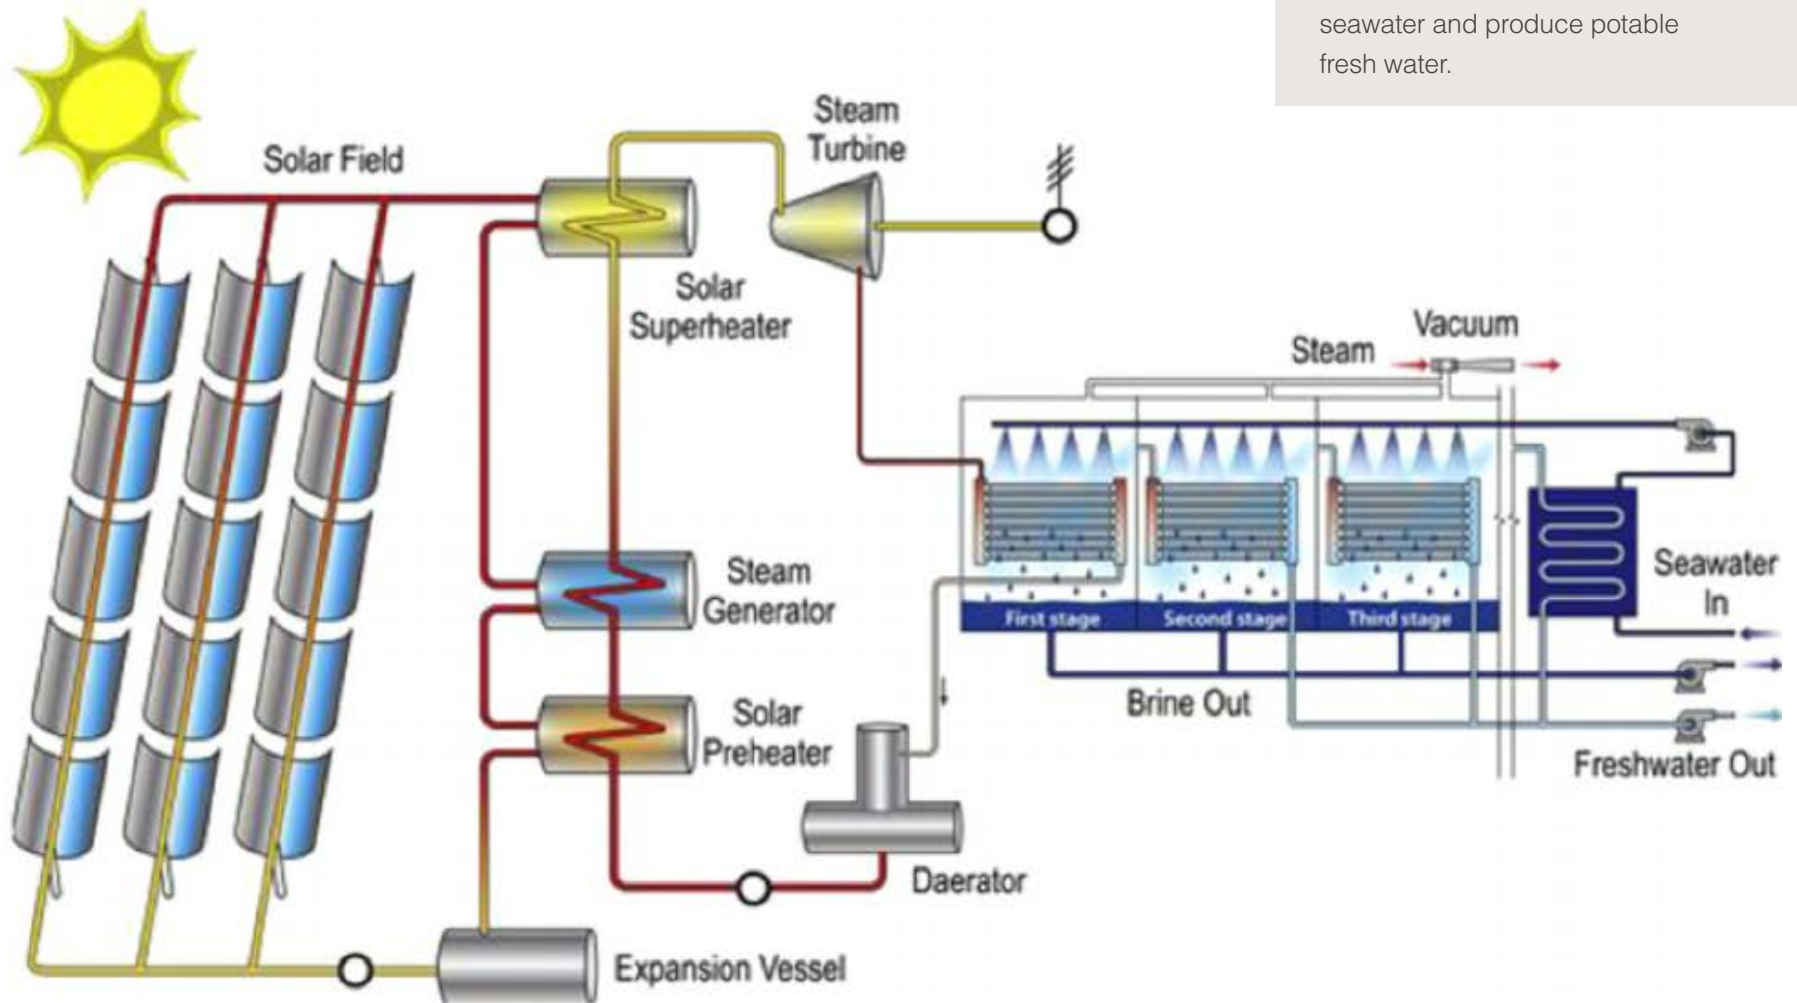 seawater and produce potable
fresh water.
Solar Field
Steam
Turbine
Solar
Superheater
Vacuum
Steam
Steam
Generator
Seawater
In
First stage
Second stage
Third stage
Brine Out
Solar
Preheater
Freshwater Out
Daerator
Expansion Vessel